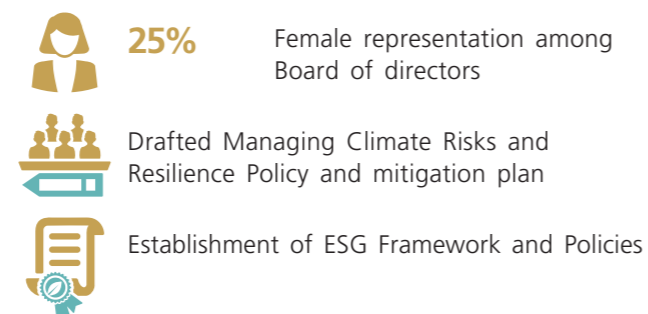 25%
Female representation among
Board of directors
Drafted Managing Climate Risks and
Resilience Policy and mitigation plan
Establishment of ESG Framework and Policies